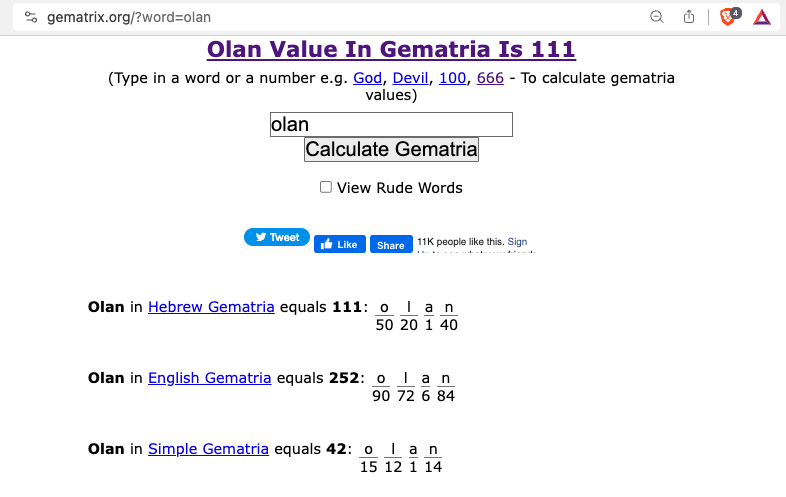 gematrix.org/?word=olan
4
Olan Value In Gematria Is 111
(Type in a word or a number e.g. God, Devil, 100, 666 - To calculate gematria
values)
olan
Calculate Gematria
View Rude Words
Tweet Like Share 11K people like this. Sign
Olan in Hebrew Gematria equals 111: o l a n
50 20 1 40
Olan in English Gematria equals 252: o l a n
90 72 6 84
Olan in Simple Gematria equals 42: o l a n
15 12 1 14